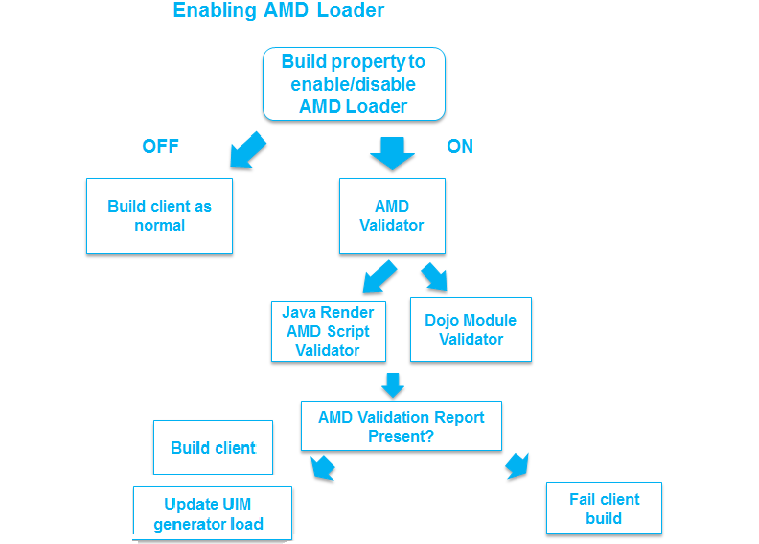 Enabling AMD Loader
Build property to
enable/disable
AMD Loader
OFF
ON
Build client as
normal
AMD
Validator
Java Render
AMD Script
Validator
Dojo Module
Validator
AMD Validation Report
Present?
Build client
Update UIM
generator load
Fail client
build